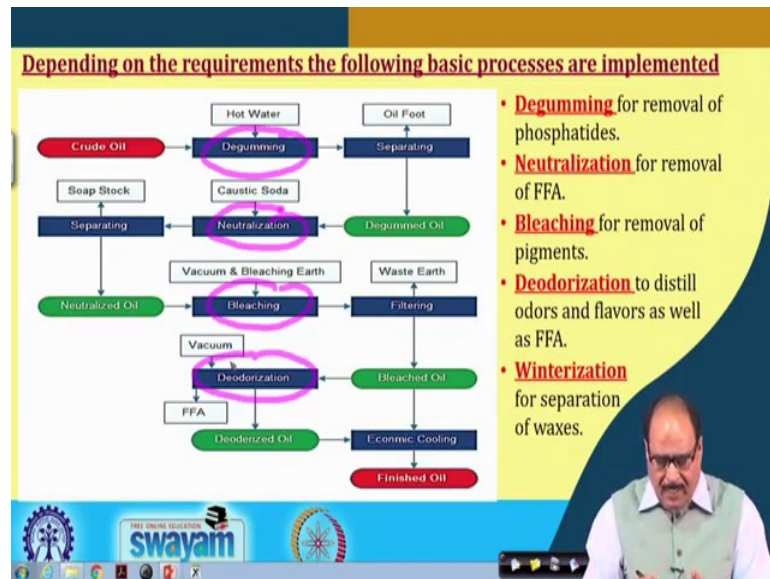 Depending on the requirements the following basic processes are implemented
Hot Water
Oil Foot
Crude Oil
Degumming
Separating
Soap Stock
Caustic Soda
Separating
Neutralization
Degummed Oil
Vacuum & Bleaching Earth
Waste Earth
Neutralized Oil
Bleaching
Filtering
Vacuum
Deodorization
Bleached Oil
FFA
Deoderized Oil
Econmic Cooling
Finished Oil
• Degumming for removal of
phosphatides.
• Neutralization for removal
of FFA.
• Bleaching for removal of
pigments.
• Deodorization to distill
odors and flavors as well
as FFA.
• Winterization
for separation
of waxes.
FREE ONLINE EDUCATION
swayam